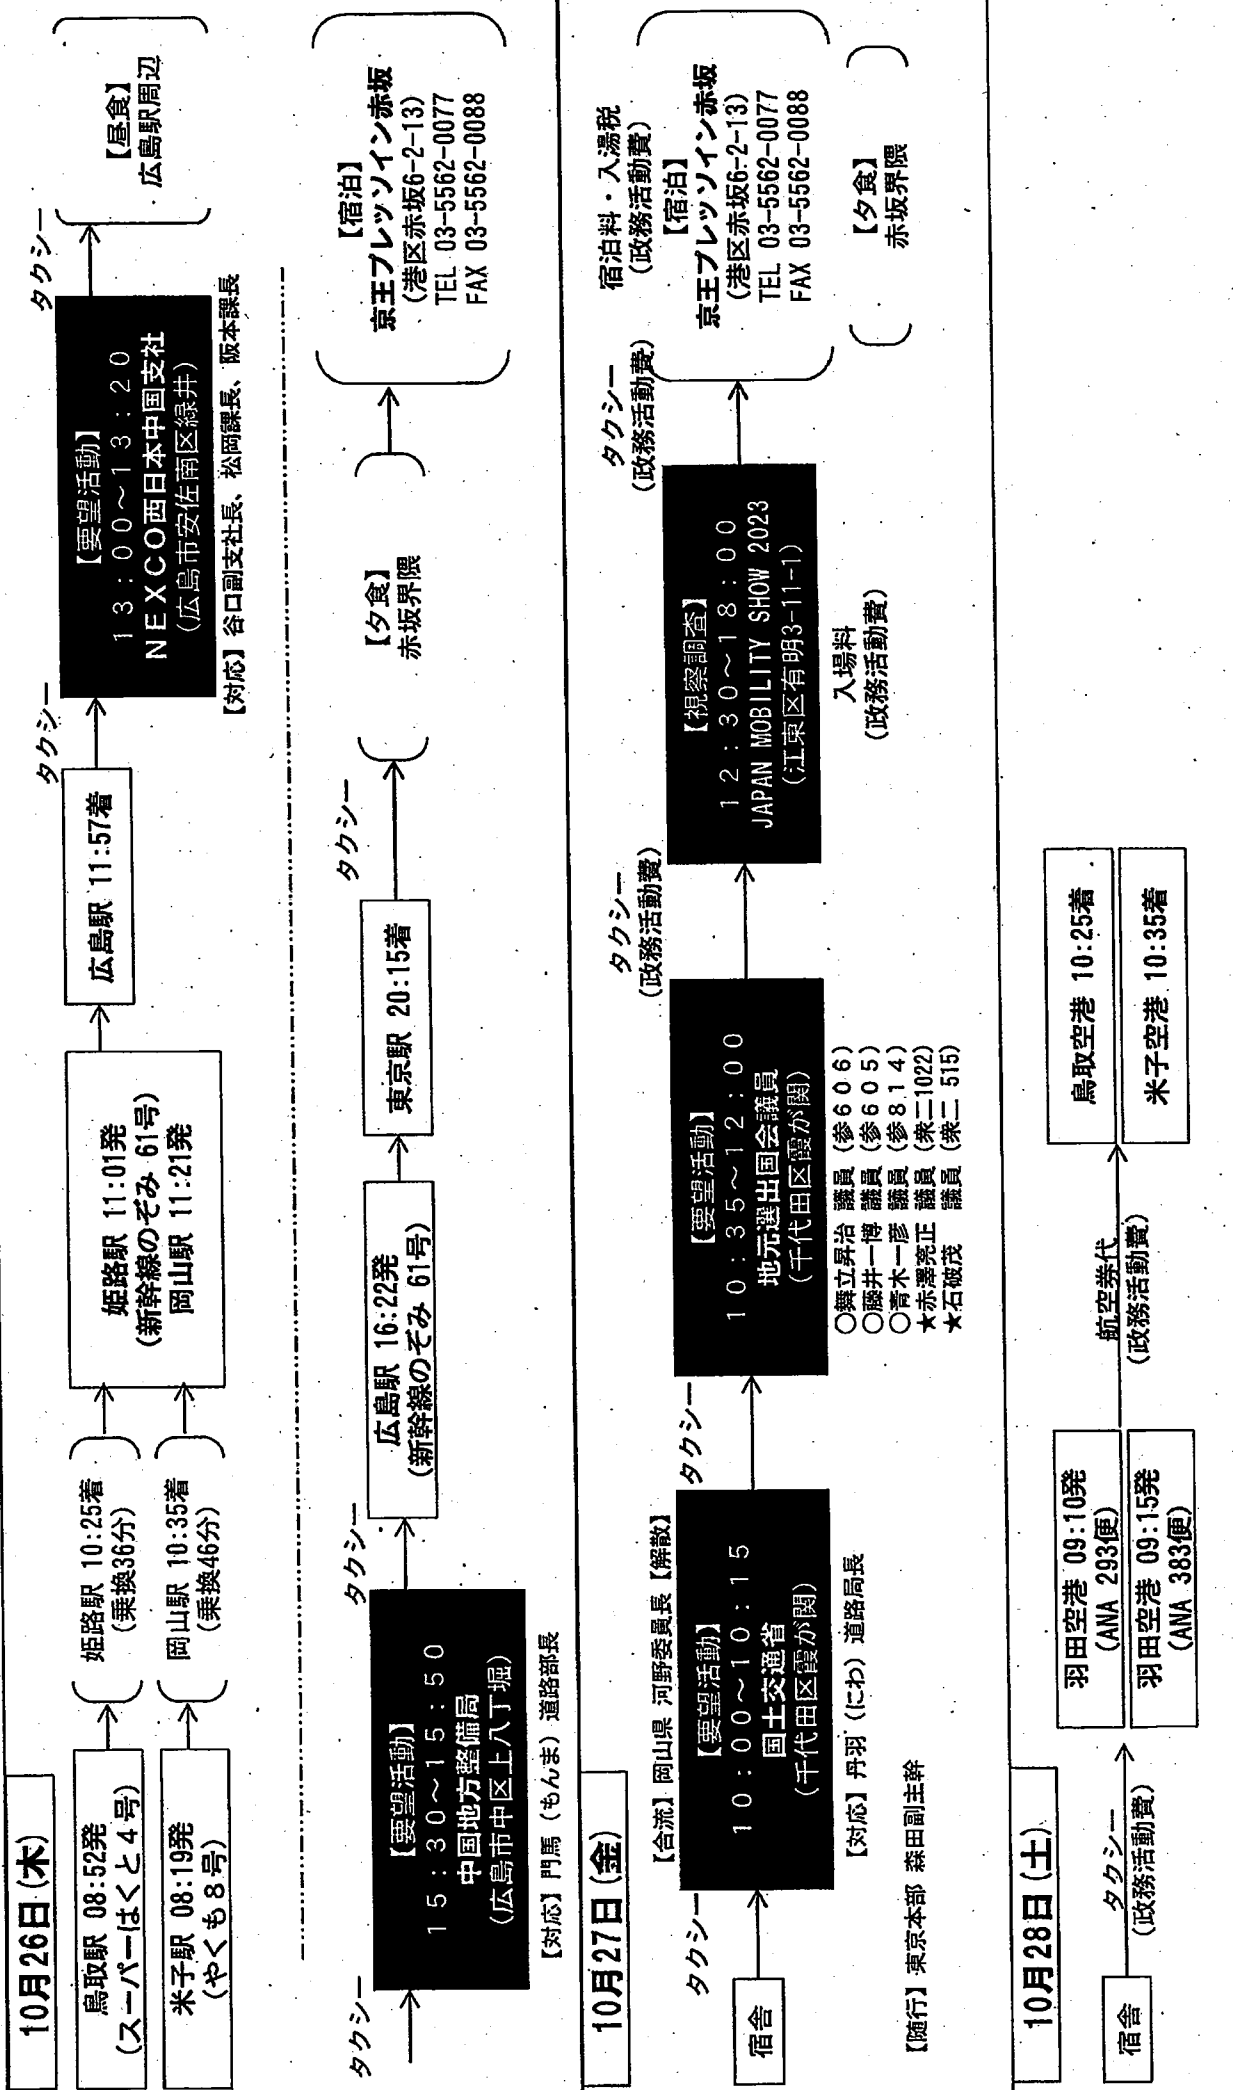 10月26日(木)
鳥取駅 08:52発
(スーパーはくと4号)
米子駅 08:19発
(やくも8号)
姫路駅 10:25着
(乗換36分)
岡山駅 10:35着
(乗換46分)
姫路駅 11:01発
(新幹線のぞみ 61号)
岡山駅 11:21発
広島駅 11:57着
タクシー
【要望活動】
13:00~13:20
NEXCO西日本中国支社
(広島市安佐南区緑井)
【対応】谷口副支社長、松岡課長、阪本課長
タクシー
【昼食】
広島駅周辺
タクシー
【要望活動】
15:30~15:50
中国地方整備局
(広島市中区上八丁堀)
【対応】門馬(もんま)道路部長
タクシー
広島駅 16:22発
(新幹線のぞみ 61号)
東京駅 20:15着
タクシー
【夕食】
赤坂界隈
【宿泊】
京王プレッソイン赤坂
(港区赤坂6-2-13)
TEL 03-5562-0077
FAX 03-5562-0088
10月27日(金)
宿舎
タクシー
【合流】岡山県 河野委員長【解散】
【要望活動】
10:00~10:15
国土交通省
(千代田区霞が関)
【対応】丹羽(にわ)道路局長
【随行】東京本部 森田副主幹
タクシー
【要望活動】
10:35~12:00
地元選出国会議員
(千代田区霞が関)
○舞立昇治 議員(参606)
○藤井一博 議員(参605)
○青木一彦 議員(参814)
★赤澤亮正 議員(衆二1022)
★石破茂 議員(衆二 515)
タクシー
(政務活動費)
【視察調査】
12:30~18:00
JAPAN MOBILITY SHOW 2023
(江東区有明3-11-1)
入場料
(政務活動費)
タクシー
(政務活動費)
宿泊料・入湯税
(政務活動費)
【宿泊】
京王プレッソイン赤坂
(港区赤坂6-2-13)
TEL 03-5562-0077
FAX 03-5562-0088
【夕食】
赤坂界隈
10月28日(土)
宿舎
タクシー
(政務活動費)
羽田空港 09:10発
(ANA 293便)
羽田空港 09:15発
(ANA 383便)
航空券代
(政務活動費)
鳥取空港 10:25着
米子空港 10:35着